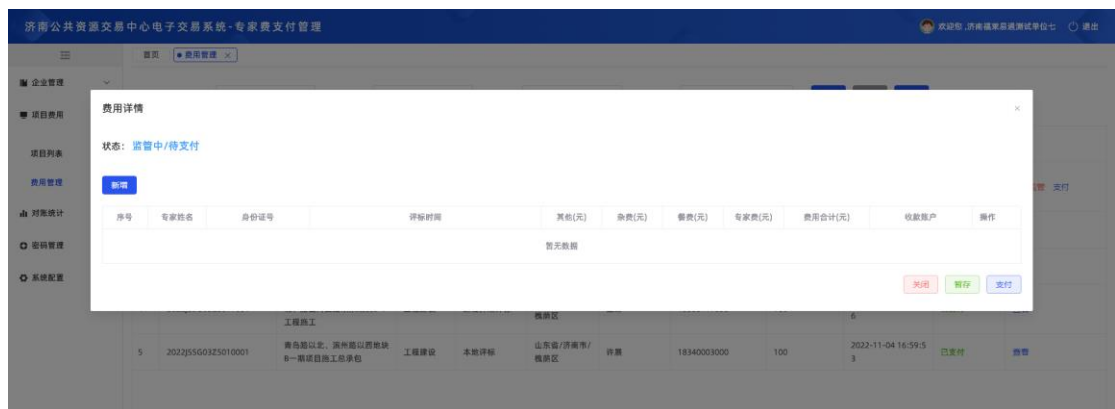 济南公共资源交易中心电子交易系统-专家费支付管理
欢迎您 ,济南福莱易通测试单位七 退出
首页 费用管理 ×
企业管理
项目费用
项目列表
费用管理
对账统计
密码管理
系统配置
费用详情 ×
状态: 监管中/待支付
新增
序号 专家姓名 身份证号 评标时间 其他(元) 杂费(元) 餐费(元) 专家费(元) 费用合计(元) 收款账户 操作
暂无数据
关闭 暂存 支付
支付
工程施工 槐荫区 6
5 2022JSSG03Z5010001 青岛路以北、滨州路以西地块B一期项目施工总承包 工程建设 本地评标 山东省/济南市/槐荫区 许晨 18340003000 100 2022-11-04 16:59:53 已支付